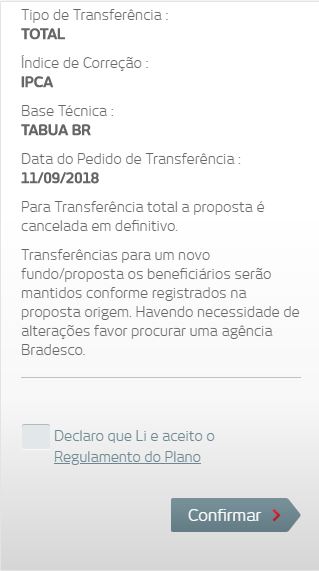 Tipo de Transferência :
TOTAL
Índice de Correção :
IPCA
Base Técnica :
TABUA BR
Data do Pedido de Transferência :
11/09/2018
Para Transferência total a proposta é
cancelada em definitivo.
Transferências para um novo
fundo/proposta os beneficiários serão
mantidos conforme registrados na
proposta origem. Havendo necessidade de
alterações favor procurar uma agência
Bradesco.
Declaro que Li e aceito o
Regulamento do Plano
Confirmar